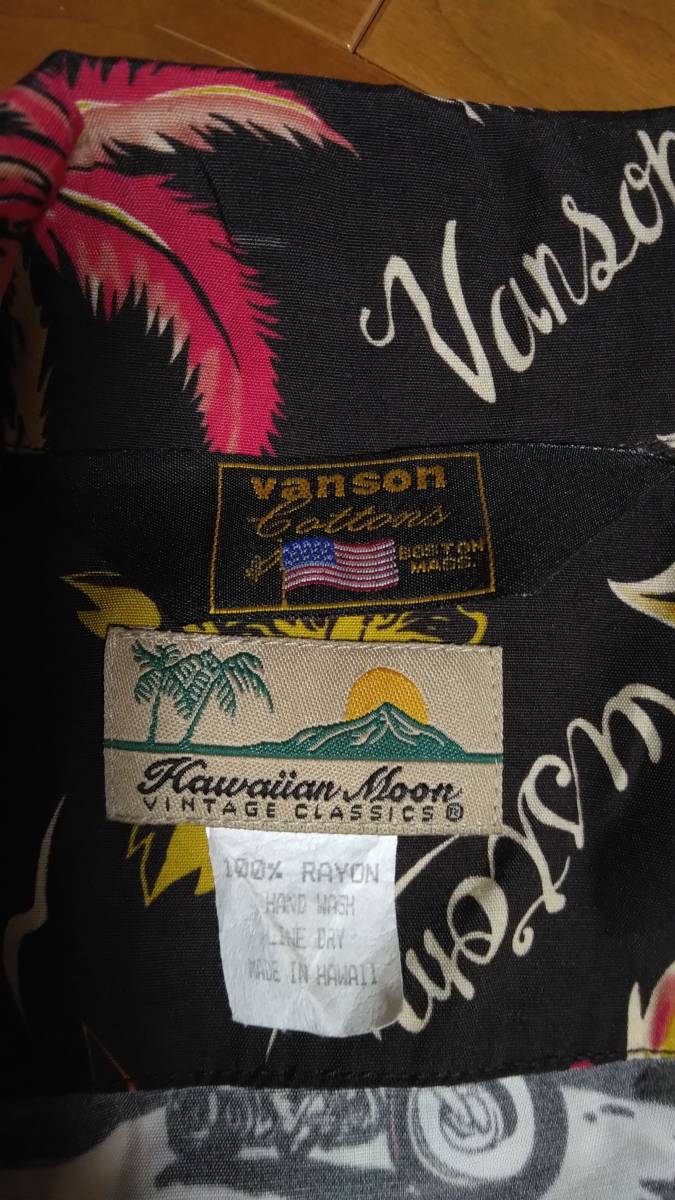 Vanson
vanson
Cottons
BOSTON
MASS.
Hawaiian Moon
VINTAGE CLASSICS ®
100% RAYON
HAND WASH
LINE DRY
MADE IN HAWAII